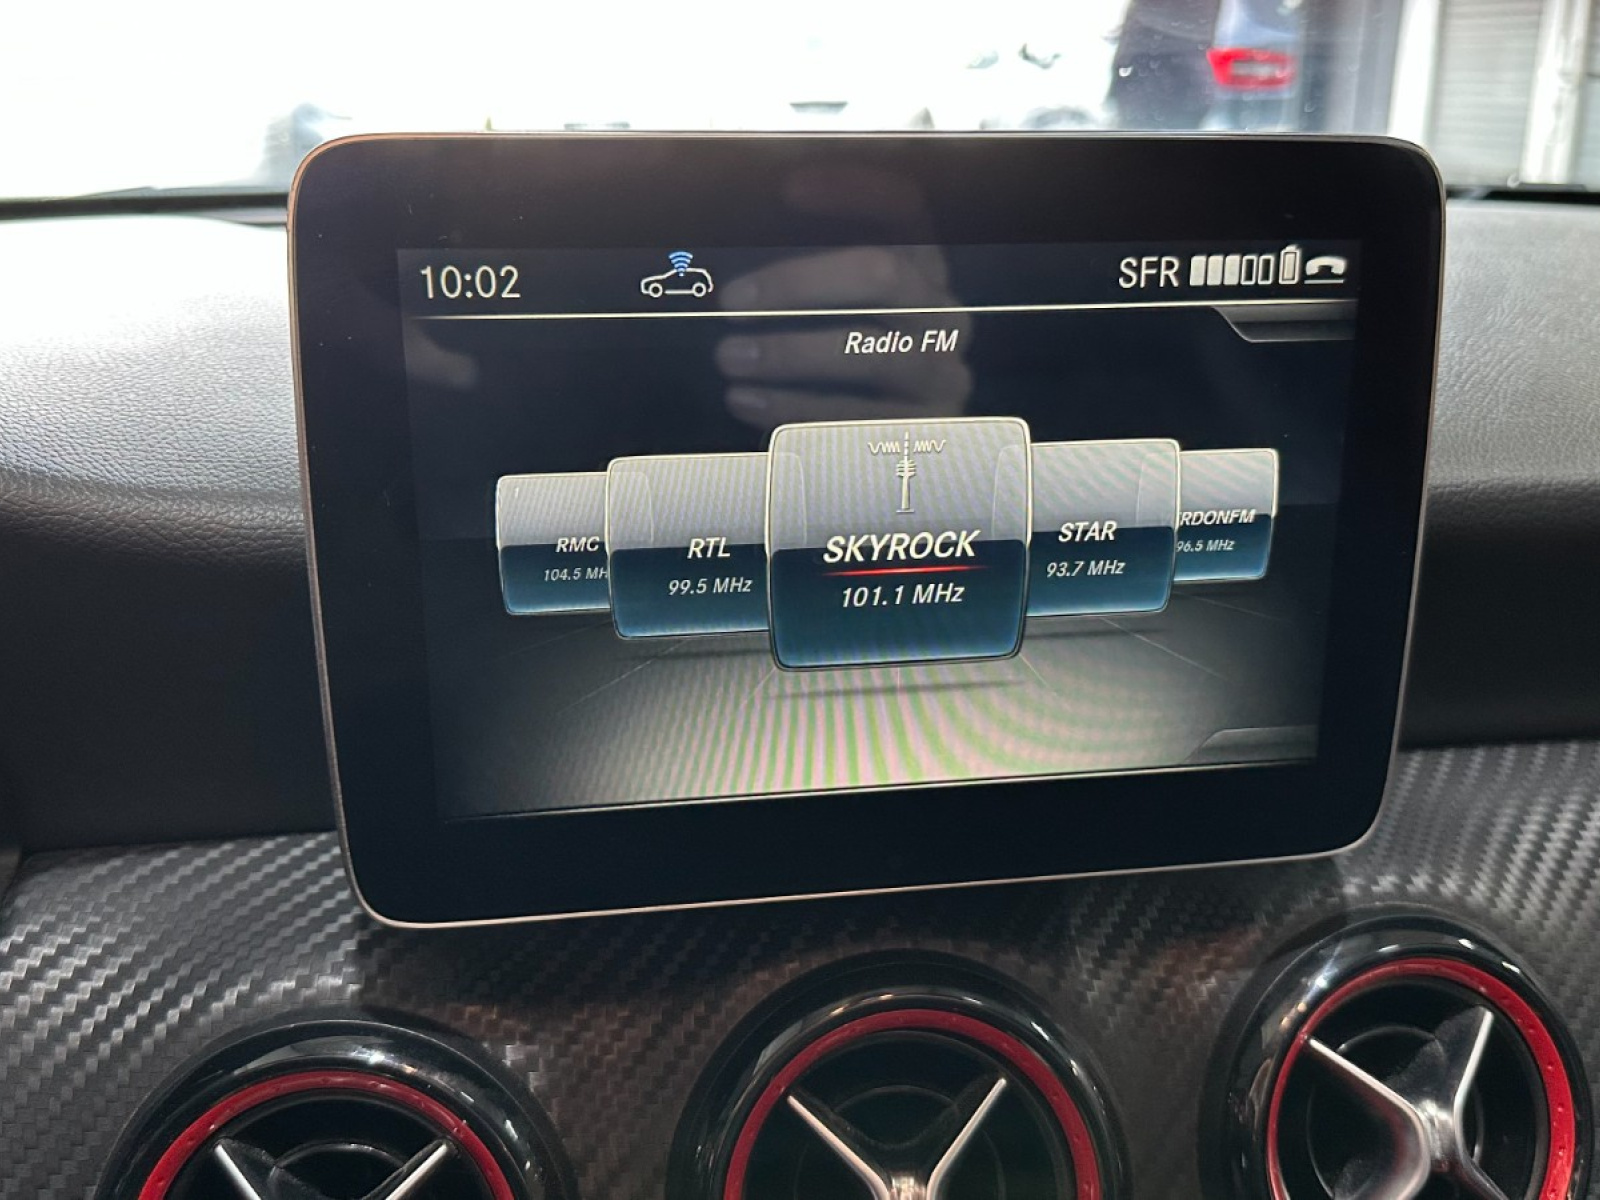 10:02
SFR
Radio FM
RMC
104.5 MH
RTL
99.5 MHz
SKYROCK
101.1 MHz
STAR
93.7 MHz
RDONFM
96.5 MHz